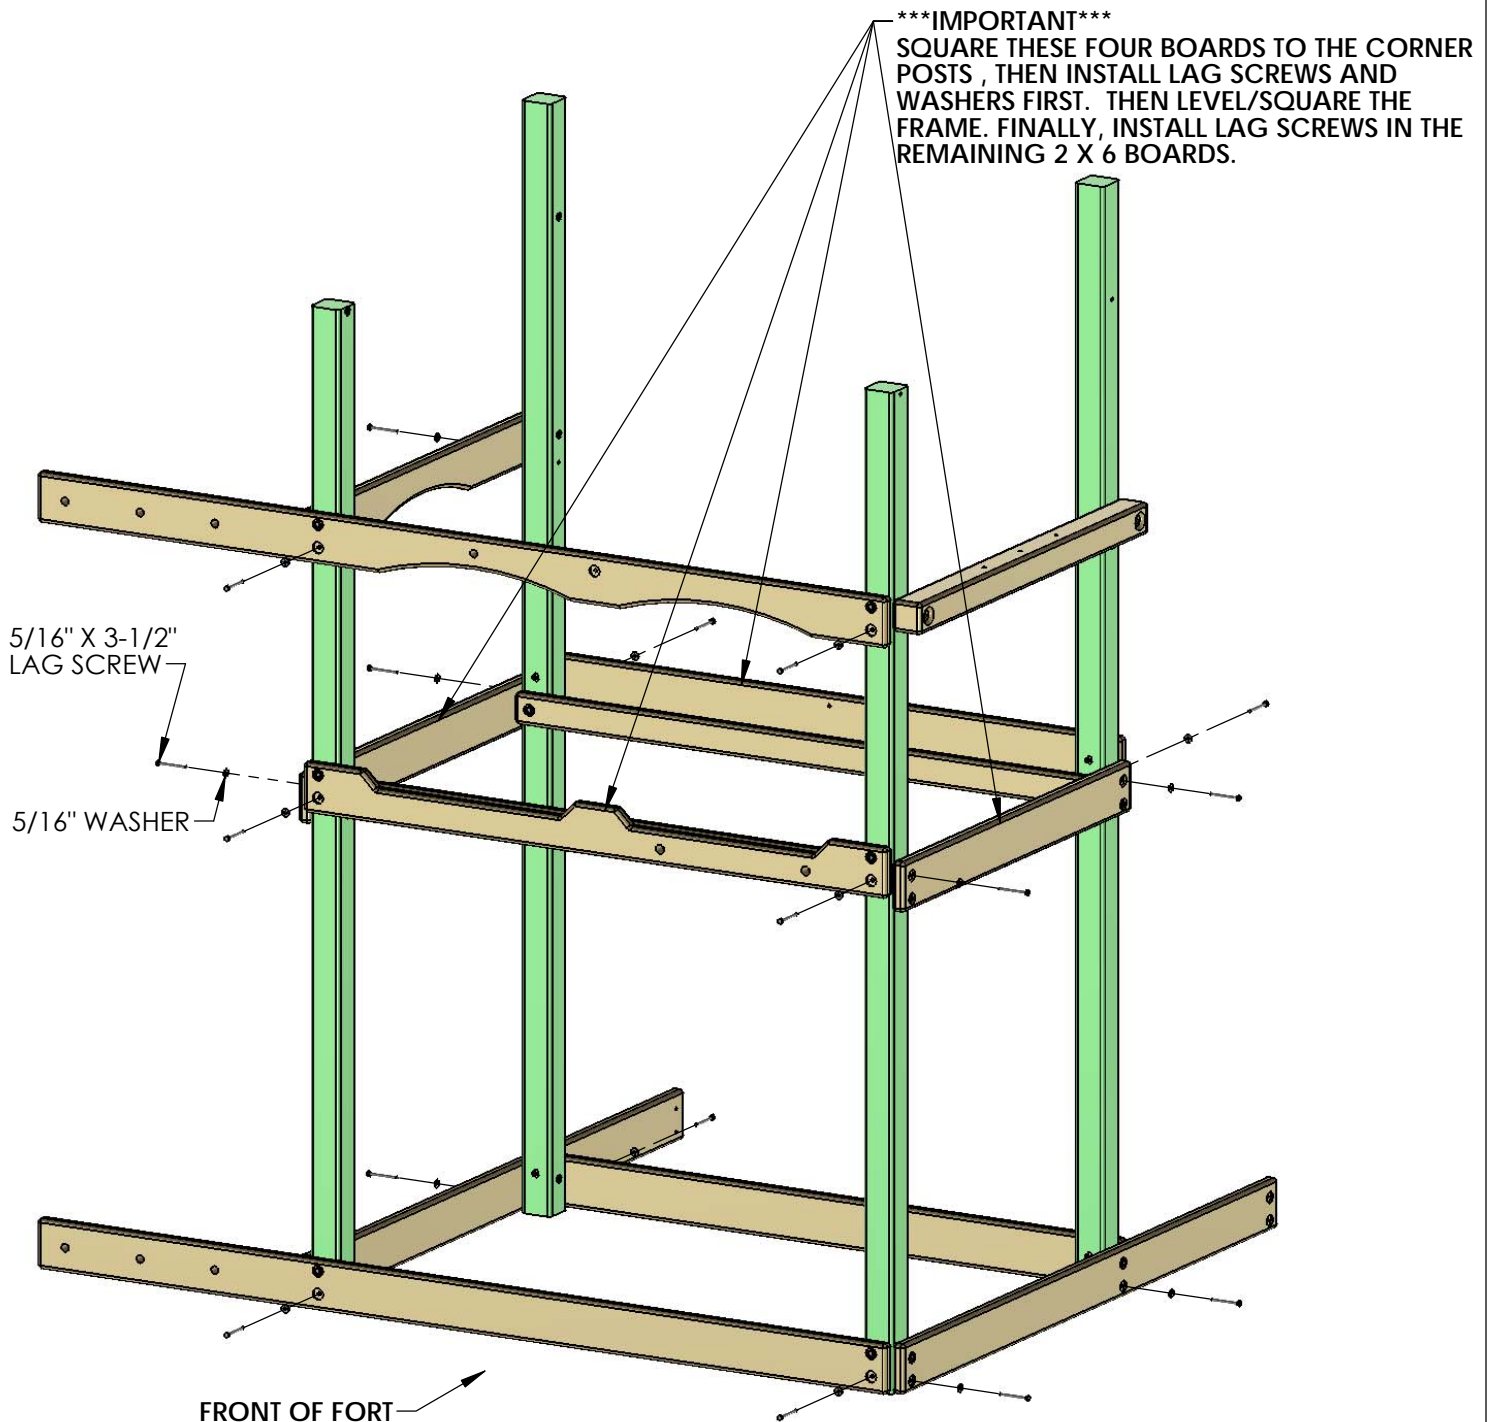 ***IMPORTANT***
SQUARE THESE FOUR BOARDS TO THE CORNER
POSTS , THEN INSTALL LAG SCREWS AND
WASHERS FIRST.  THEN LEVEL/SQUARE THE
FRAME. FINALLY, INSTALL LAG SCREWS IN THE
REMAINING 2 X 6 BOARDS.
5/16" X 3-1/2"
LAG SCREW
5/16" WASHER
FRONT OF FORT